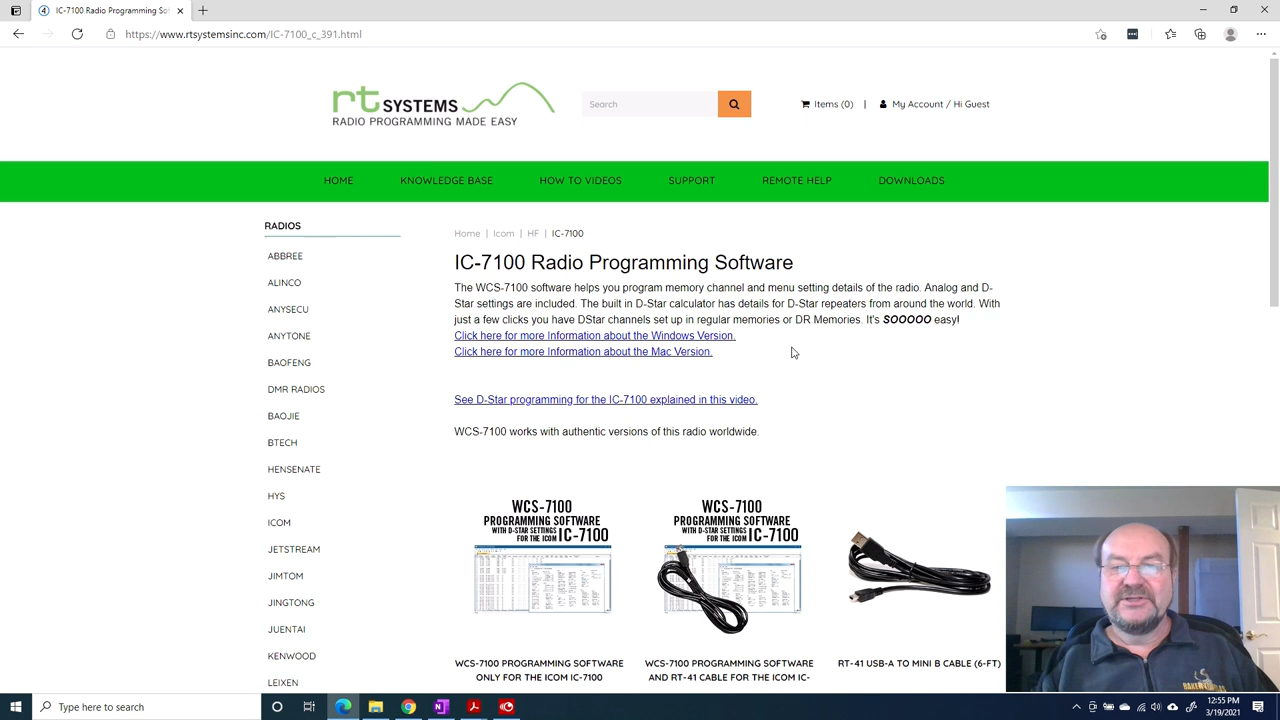 IC-7100 Radio Programming Sof
https://www.rtsystemsinc.com/IC-7100_c_391.html
rt SYSTEMS
RADIO PROGRAMMING MADE EASY
Search
Items (0) | My Account / Hi Guest
HOME KNOWLEDGE BASE HOW TO VIDEOS SUPPORT REMOTE HELP DOWNLOADS
RADIOS
ABBREE
ALINCO
ANYSECU
ANYTONE
BAOFENG
DMR RADIOS
BAOJIE
BTECH
HENSENATE
HYS
ICOM
JETSTREAM
JIMTOM
JINGTONG
JUENTAI
KENWOOD
LEIXEN
Home | Icom | HF | IC-7100
IC-7100 Radio Programming Software
The WCS-7100 software helps you program memory channel and menu setting details of the radio. Analog and D-
Star settings are included. The built in D-Star calculator has details for D-Star repeaters from around the world. With
just a few clicks you have DStar channels set up in regular memories or DR Memories. It's SOOOOO easy!
Click here for more Information about the Windows Version.
Click here for more Information about the Mac Version.
See D-Star programming for the IC-7100 explained in this video.
WCS-7100 works with authentic versions of this radio worldwide.
WCS-7100
PROGRAMMING SOFTWARE
WITH D-STAR SETTINGS
FOR THE ICOM IC-7100
WCS-7100 PROGRAMMING SOFTWARE
ONLY FOR THE ICOM IC-7100
WCS-7100
PROGRAMMING SOFTWARE
WITH D-STAR SETTINGS
FOR THE ICOM IC-7100
WCS-7100 PROGRAMMING SOFTWARE
AND RT-41 CABLE FOR THE ICOM IC-
RT-41 USB-A TO MINI B CABLE (6-FT)
Type here to search
12:55 PM
3/19/2021